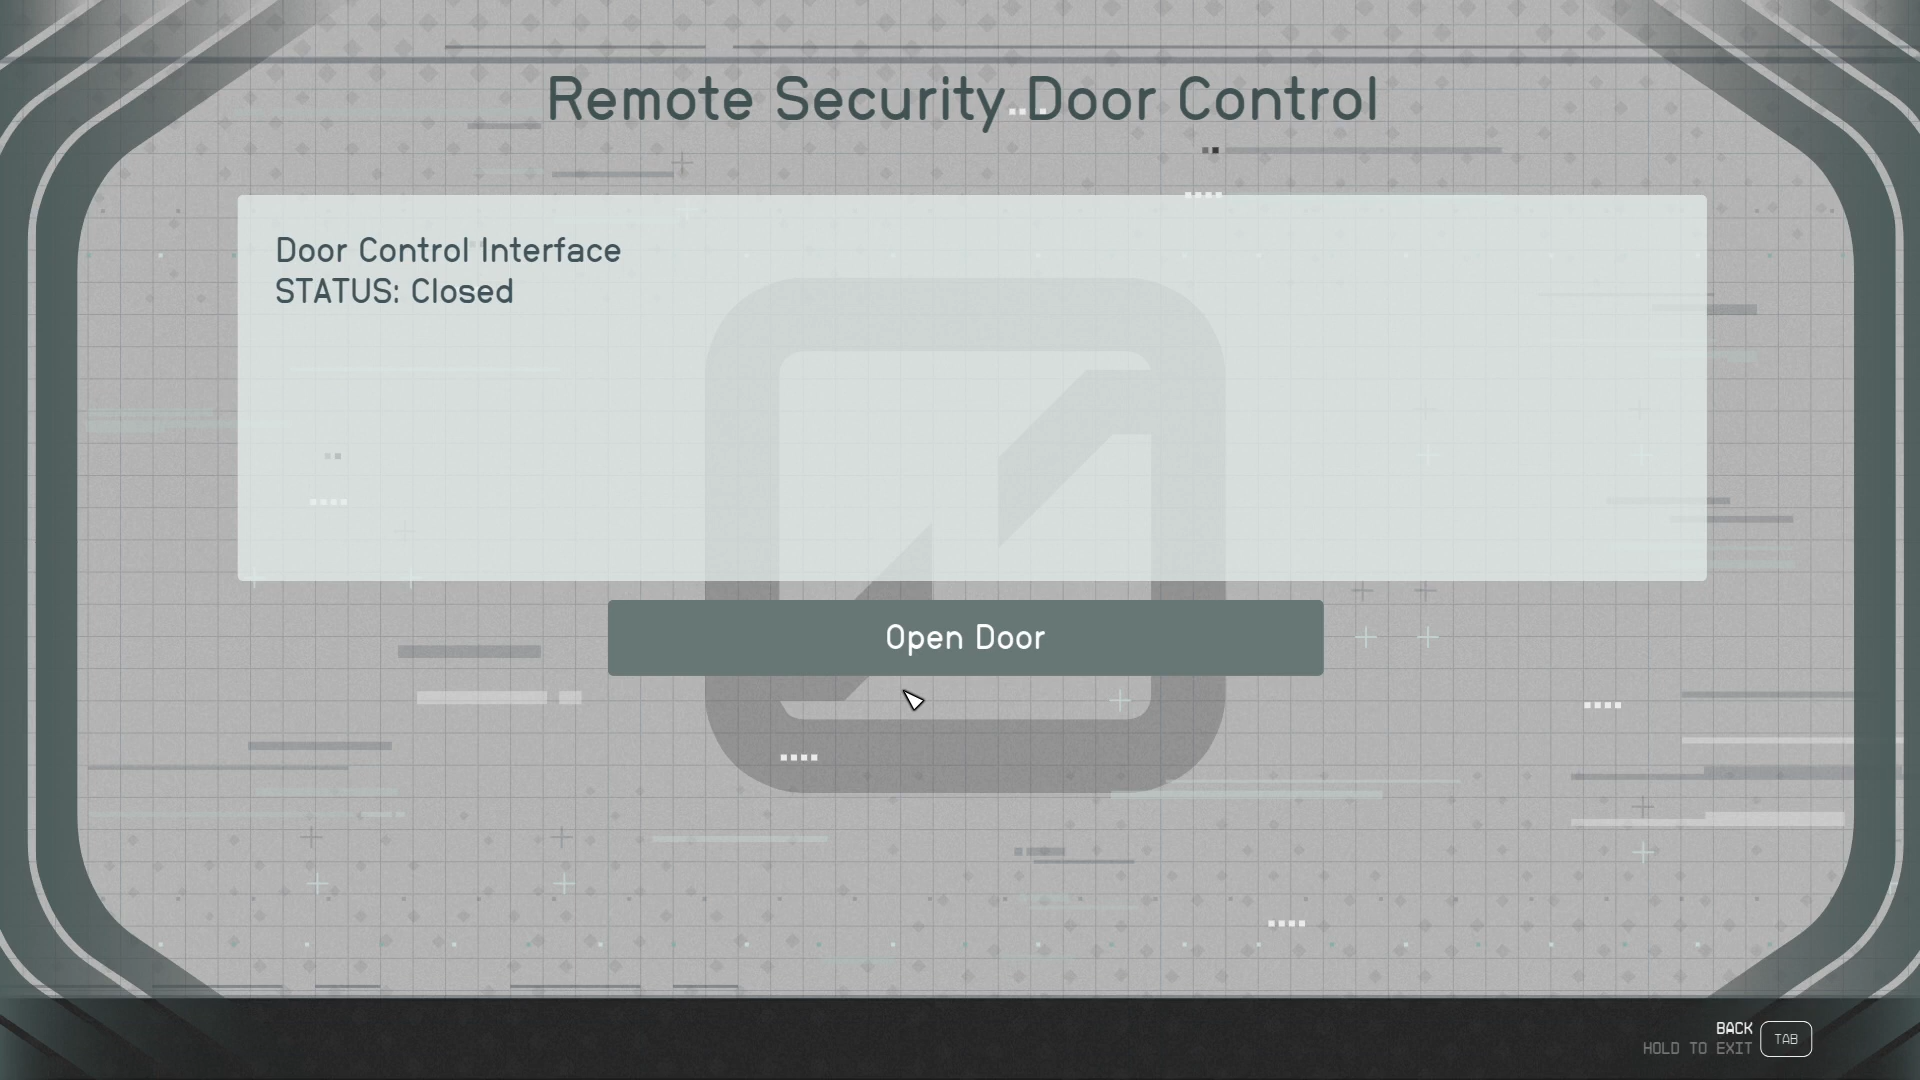 Remote Security Door Control
Door Control Interface
STATUS: Closed
Open Door
BACK
HOLD TO EXIT
TAB